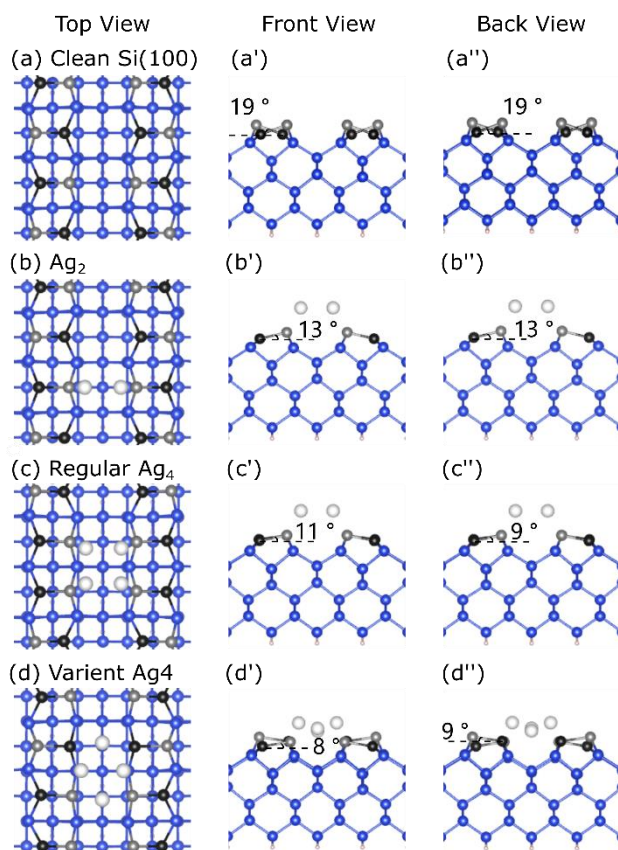 Top View Front View Back View
(a) Clean Si(100) (a') (a'')
19 ° 19 °
(b) Ag₂ (b') (b'')
13 ° 13 °
(c) Regular Ag₄ (c') (c'')
11 ° 9 °
(d) Varient Ag4 (d') (d'')
8 ° 9 °